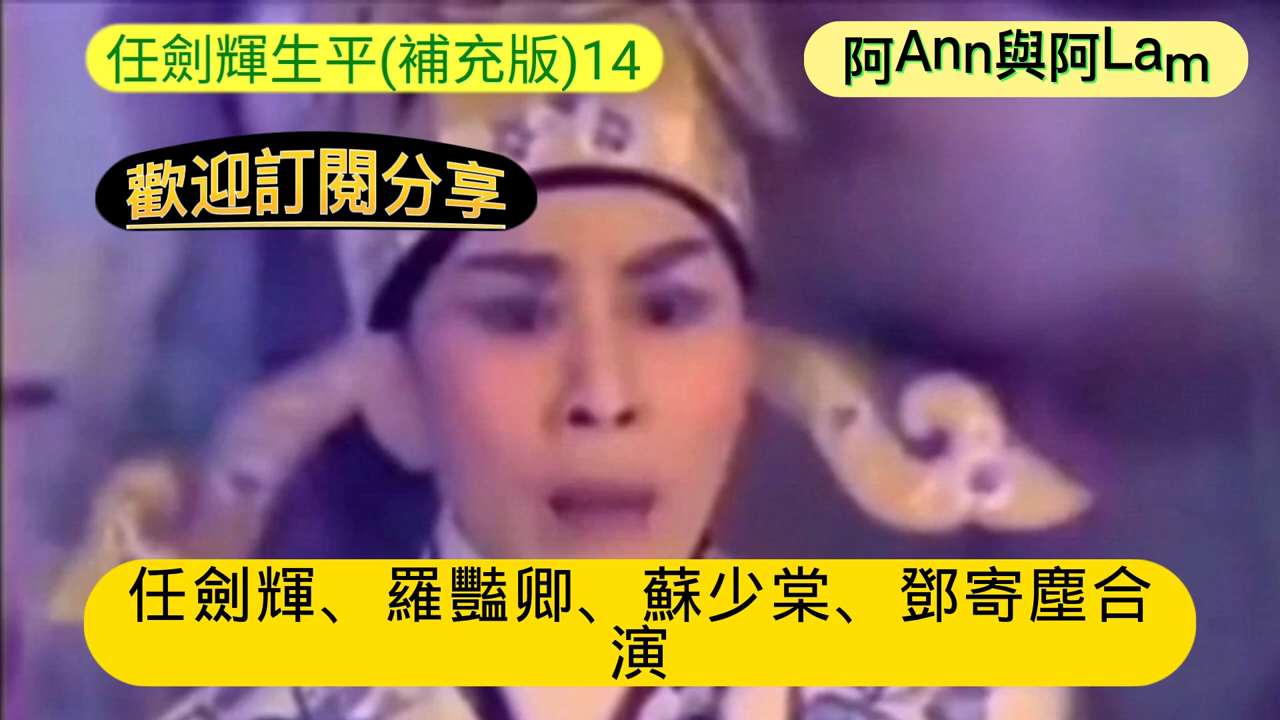 任劍輝生平(補充版)14
阿Ann與阿Lam
歡迎訂閱分享
任劍輝、羅豔卿、蘇少棠、鄧寄塵合
演